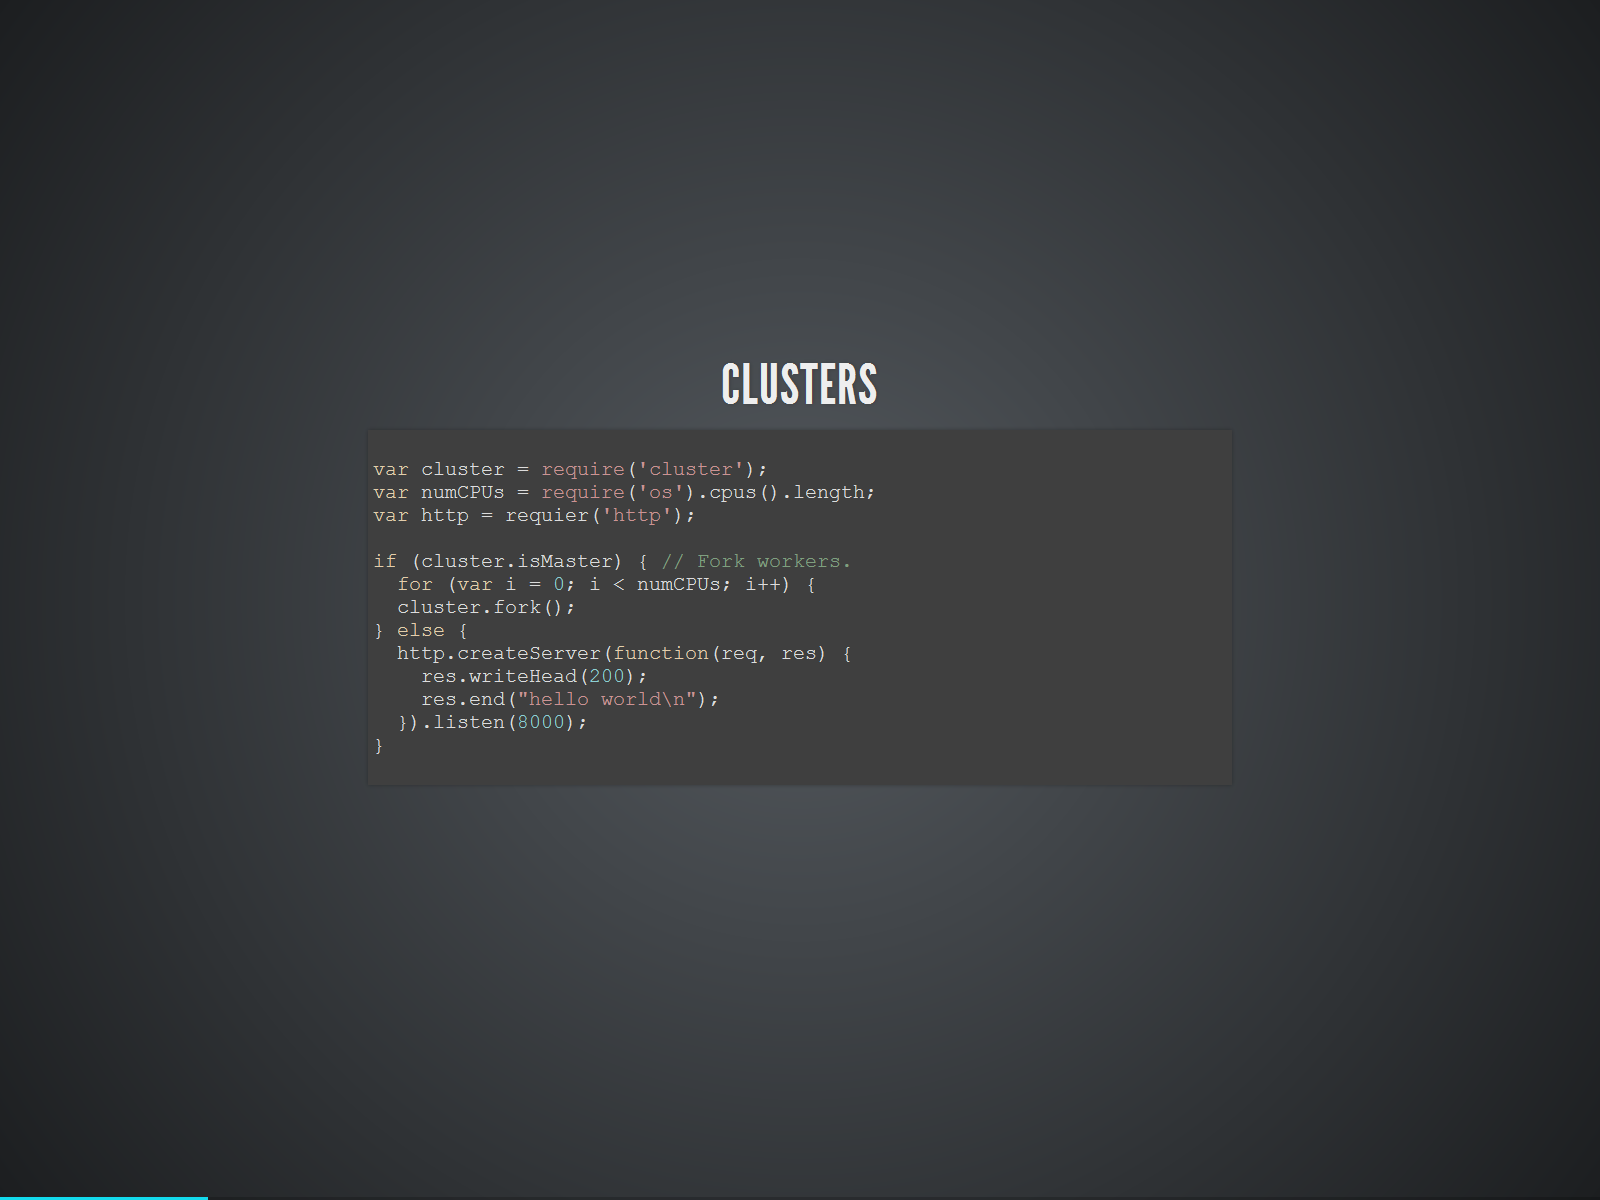 CLUSTERS
var cluster = require('cluster');
var numCPUs = require('os').cpus().length;
var http = requier('http');
if (cluster.isMaster) { // Fork workers.
  for (var i = 0; i < numCPUs; i++) {
  cluster.fork();
} else {
  http.createServer(function(req, res) {
    res.writeHead(200);
    res.end("hello world\n");
  }).listen(8000);
}